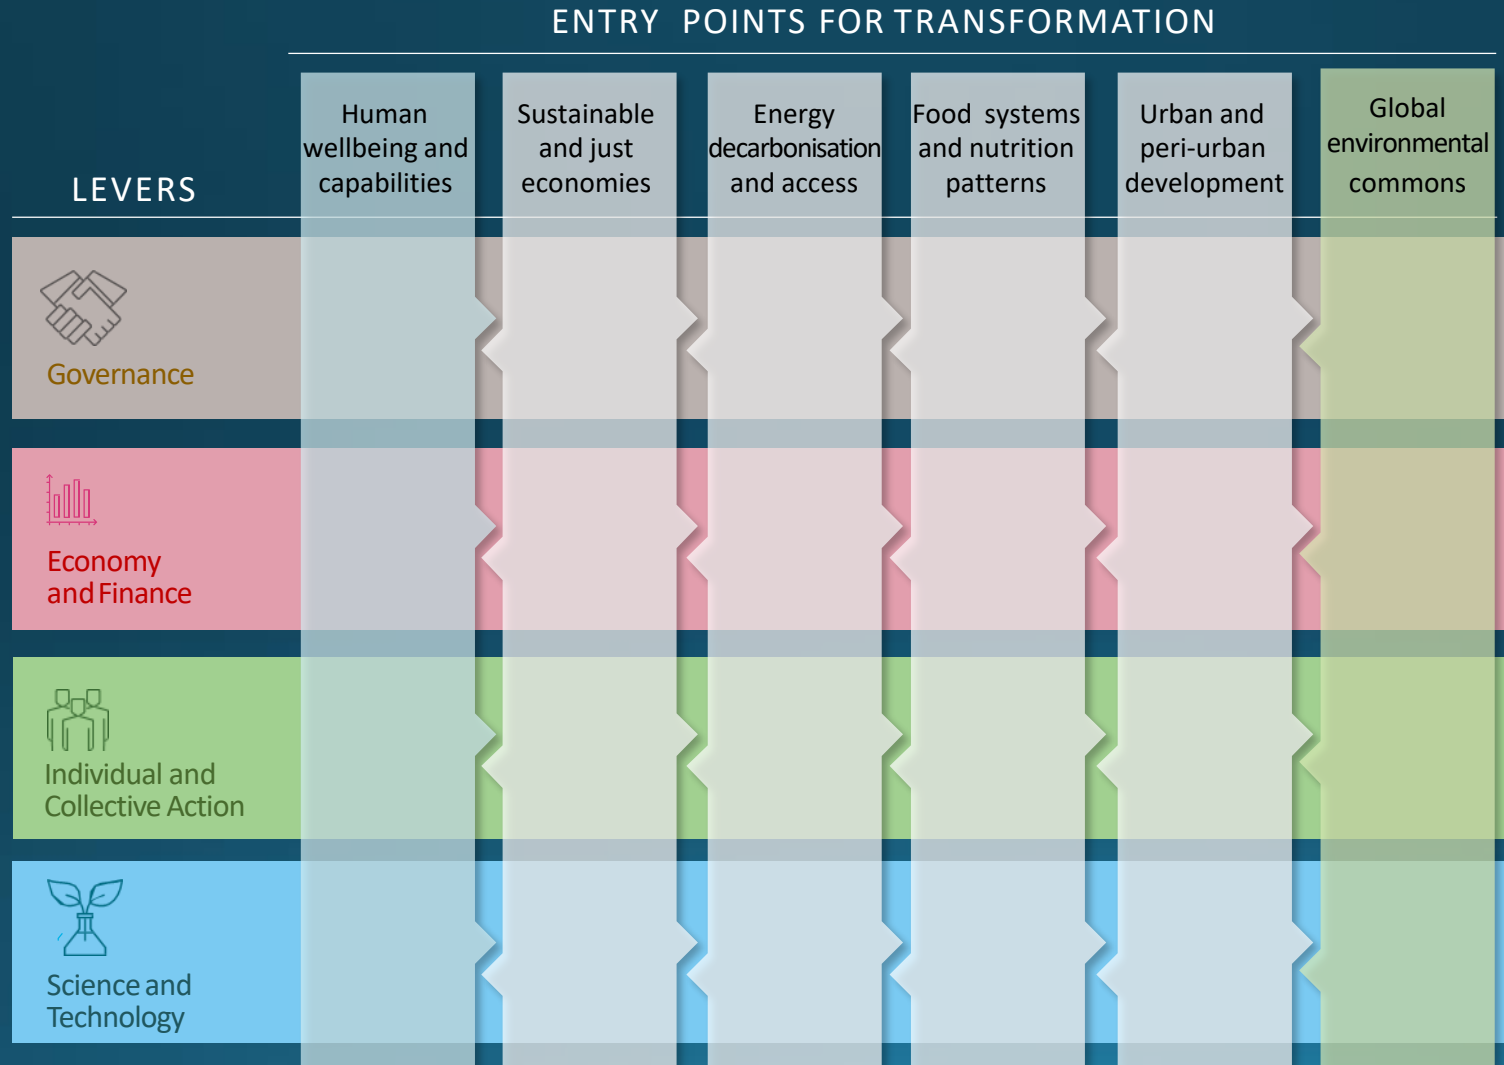 ENTRY POINTS FOR TRANSFORMATION
LEVERS
Human
wellbeing and
capabilities
Sustainable
and just
economies
Energy
decarbonisation
and access
Food systems
and nutrition
patterns
Urban and
peri-urban
development
Global
environmental
commons
Governance
Economy
and Finance
Individual and
Collective Action
Science and
Technology